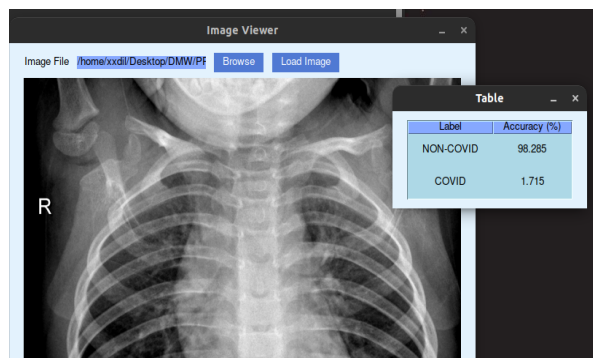 Image Viewer
Image File /home/xxdil/Desktop/DMW/PF Browse Load Image
R
Table
Label Accuracy (%)
NON-COVID 98.285
COVID 1.715